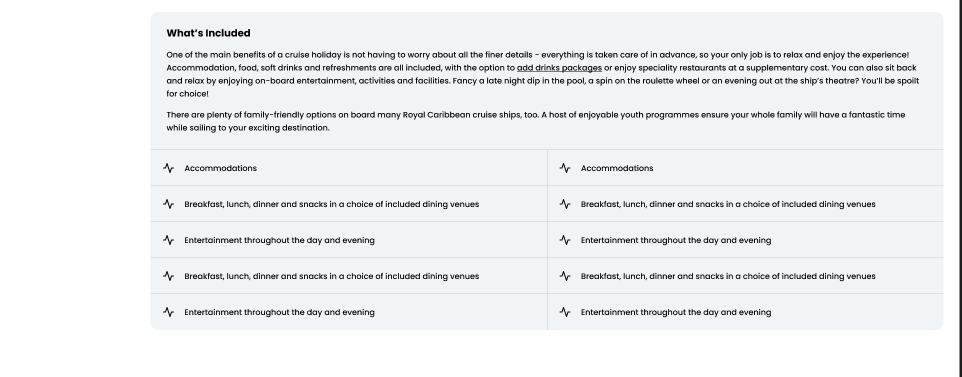 What's Included
One of the main benefits of a cruise holiday is not having to worry about all the finer details - everything is taken care of in advance, so your only job is to relax and enjoy the experience!
Accommodation, food, soft drinks and refreshments are all included, with the option to add drinks packages or enjoy speciality restaurants at a supplementary cost. You can also sit back
and relax by enjoying on-board entertainment, activities and facilities. Fancy a late night dip in the pool, a spin on the roulette wheel or an evening out at the ship's theatre? You'll be spoilt
for choice!
There are plenty of family-friendly options on board many Royal Caribbean cruise ships, too. A host of enjoyable youth programmes ensure your whole family will have a fantastic time
while sailing to your exciting destination.
Accommodations
Accommodations
Breakfast, lunch, dinner and snacks in a choice of included dining venues
Breakfast, lunch, dinner and snacks in a choice of included dining venues
Entertainment throughout the day and evening
Entertainment throughout the day and evening
Breakfast, lunch, dinner and snacks in a choice of included dining venues
Breakfast, lunch, dinner and snacks in a choice of included dining venues
Entertainment throughout the day and evening
Entertainment throughout the day and evening